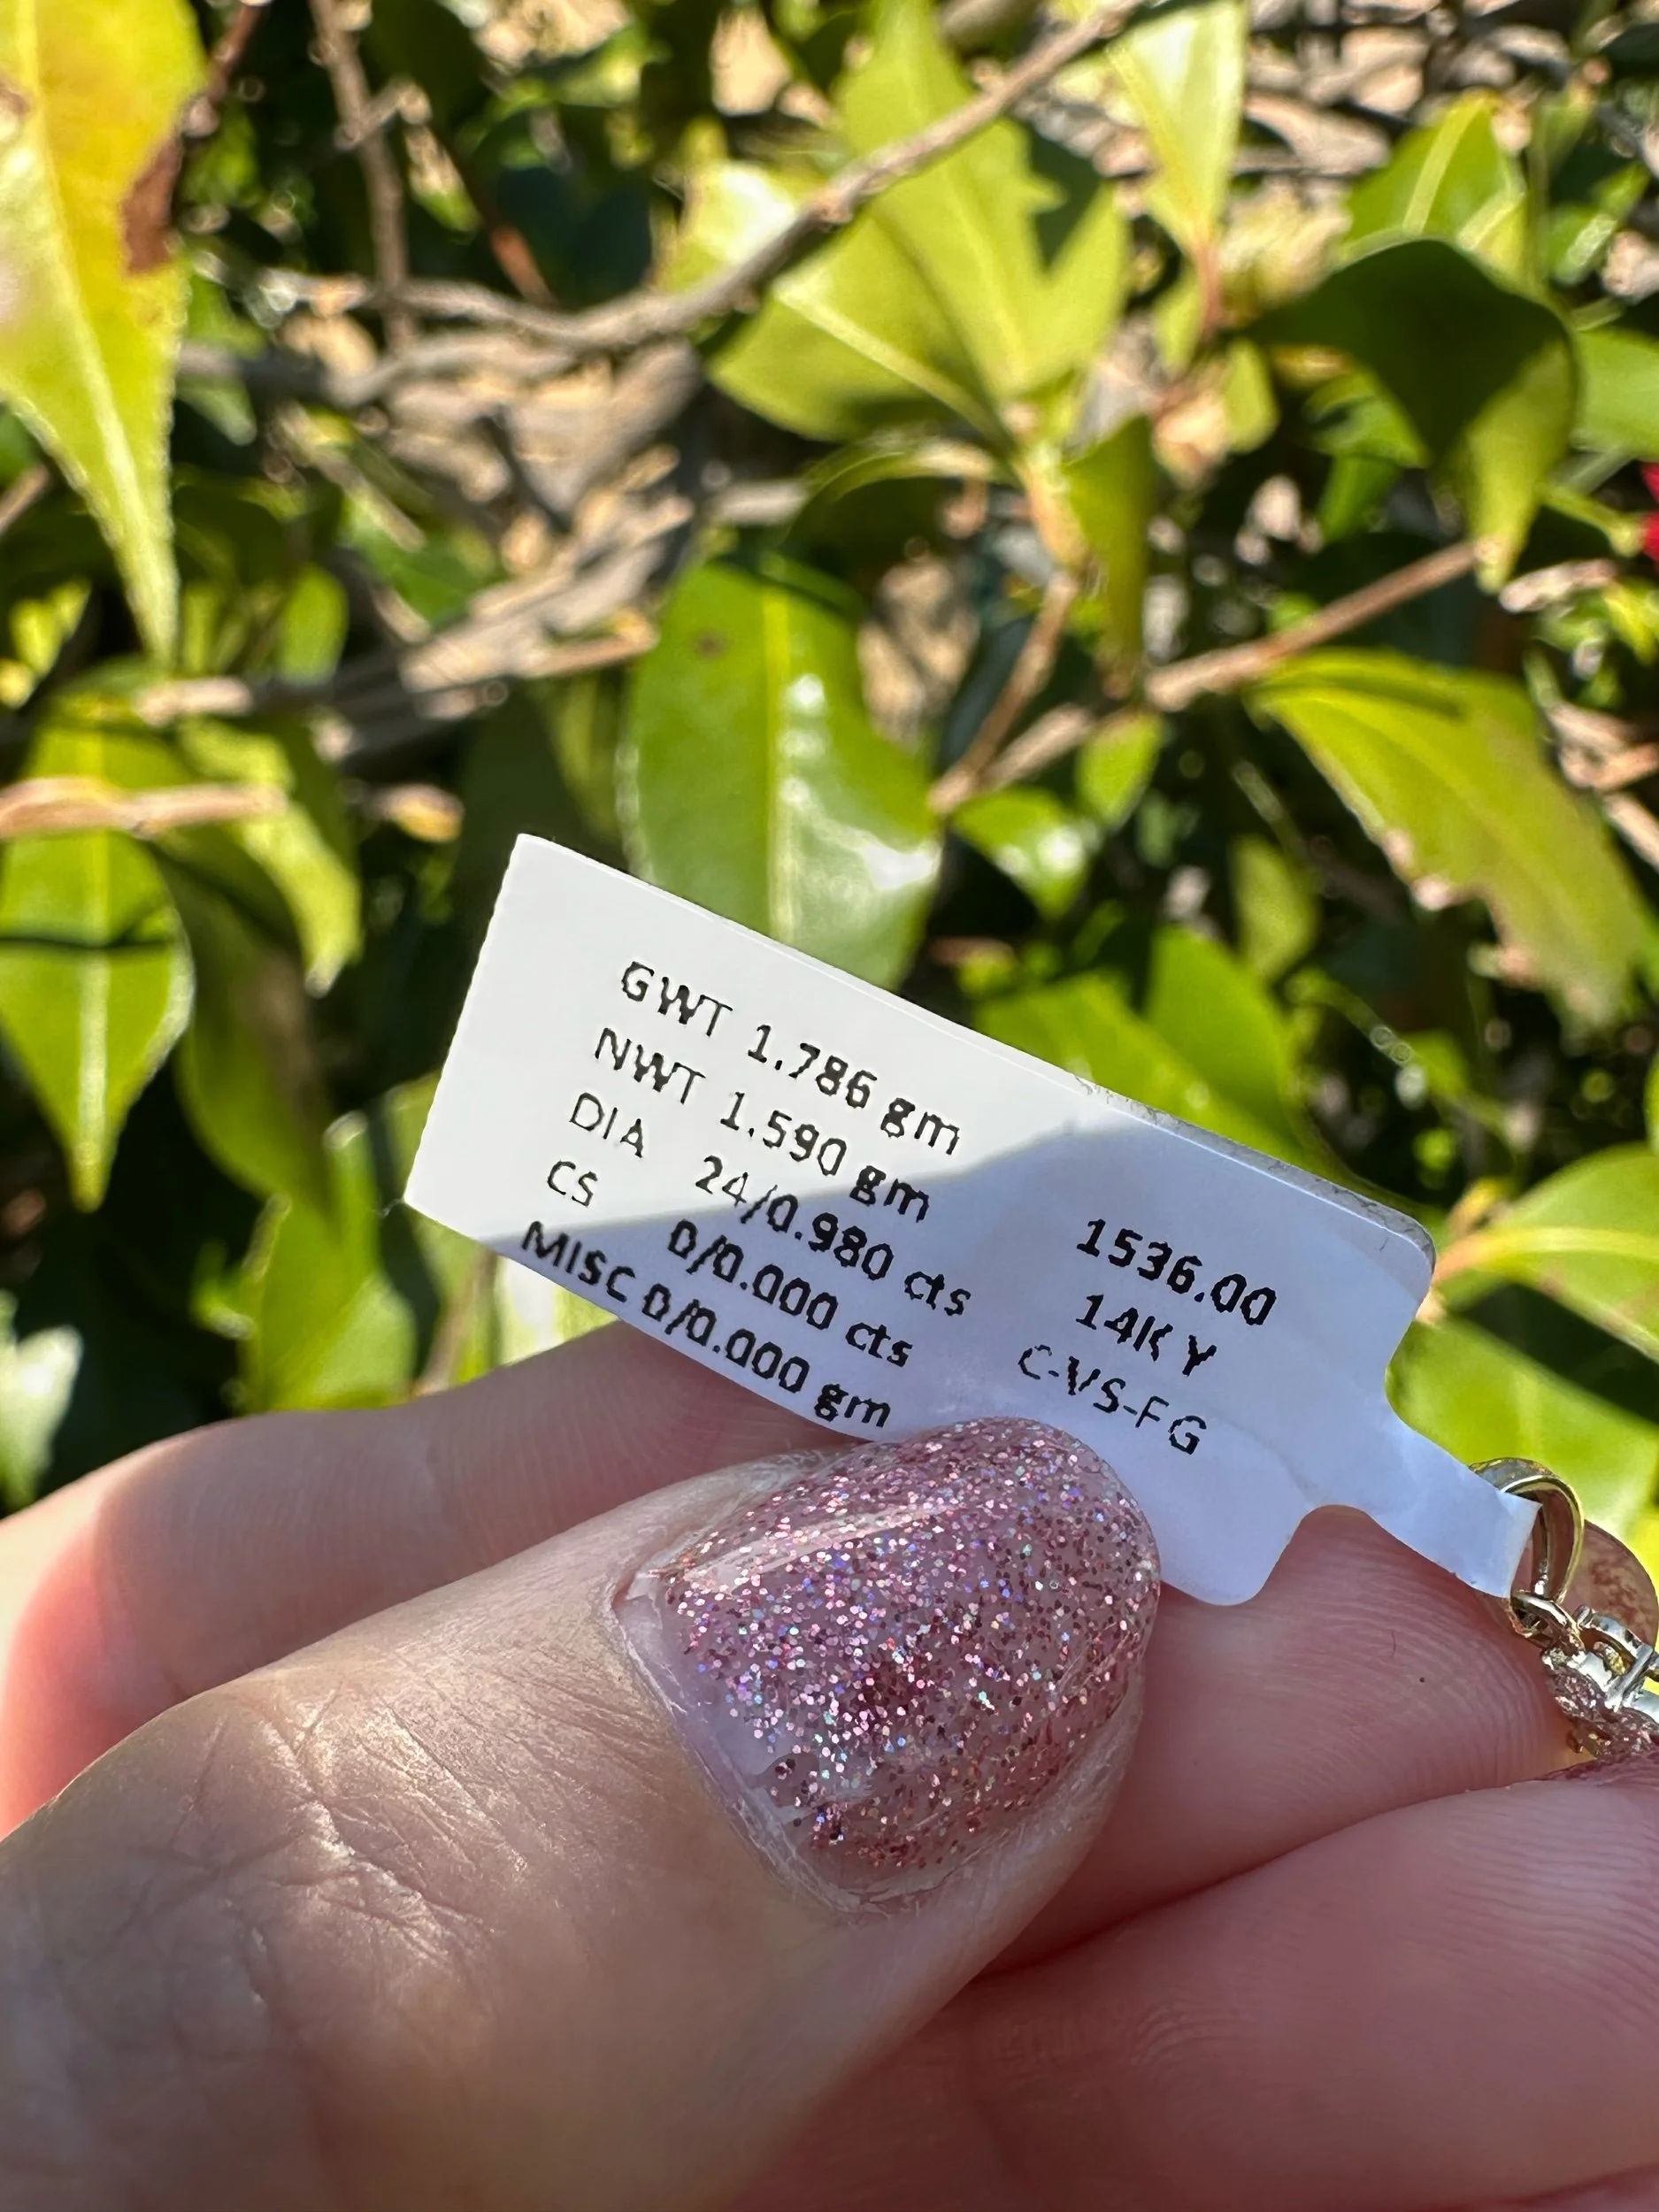 GWT 1.786 gm
NWT 1.590 gm
DIA 24/0.980 cts
CS 0/0.000 cts
MISC 0/0.000 gm
1536.00
14K Y
C-VS-FG